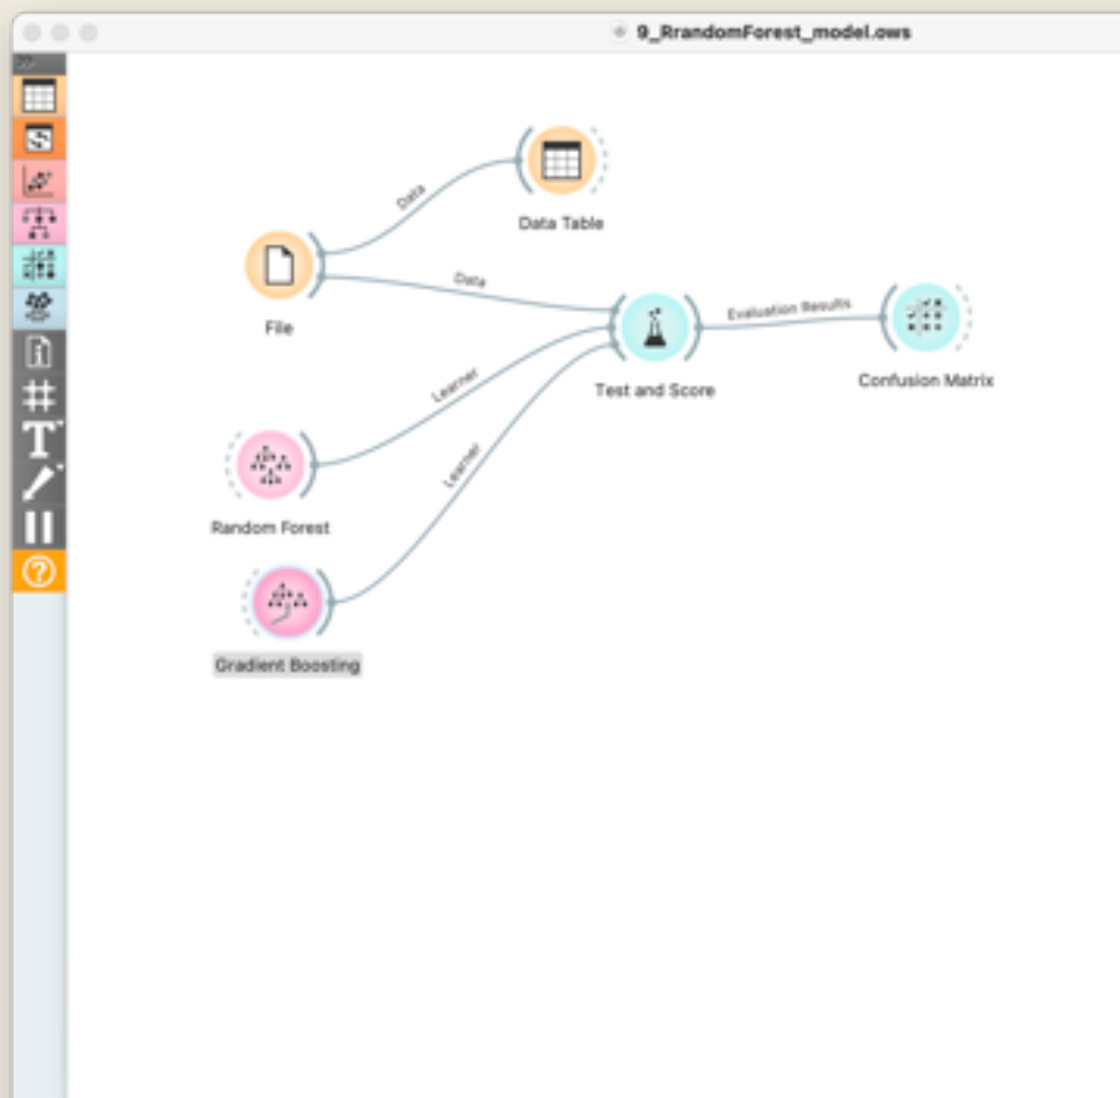 9_RrandomForest_model.ows
Data
Data Table
Data
File
Evaluation Results
Test and Score
Confusion Matrix
Learner
Learner
Random Forest
Gradient Boosting
T
?